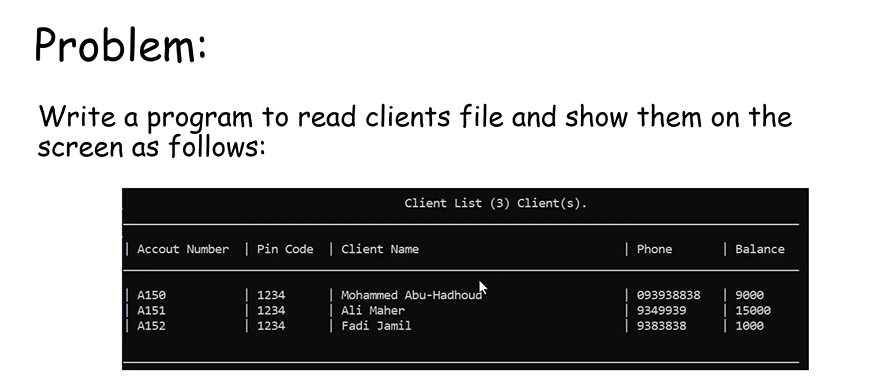 Problem:
Write a program to read clients file and show them on the
screen as follows:
Client List (3) Client(s).
| Accout Number | Pin Code | Client Name | Phone | Balance
| A150 | 1234 | Mohammed Abu-Hadhoud | 093938838 | 9000
| A151 | 1234 | Ali Maher | 9349939 | 15000
| A152 | 1234 | Fadi Jamil | 9383838 | 1000